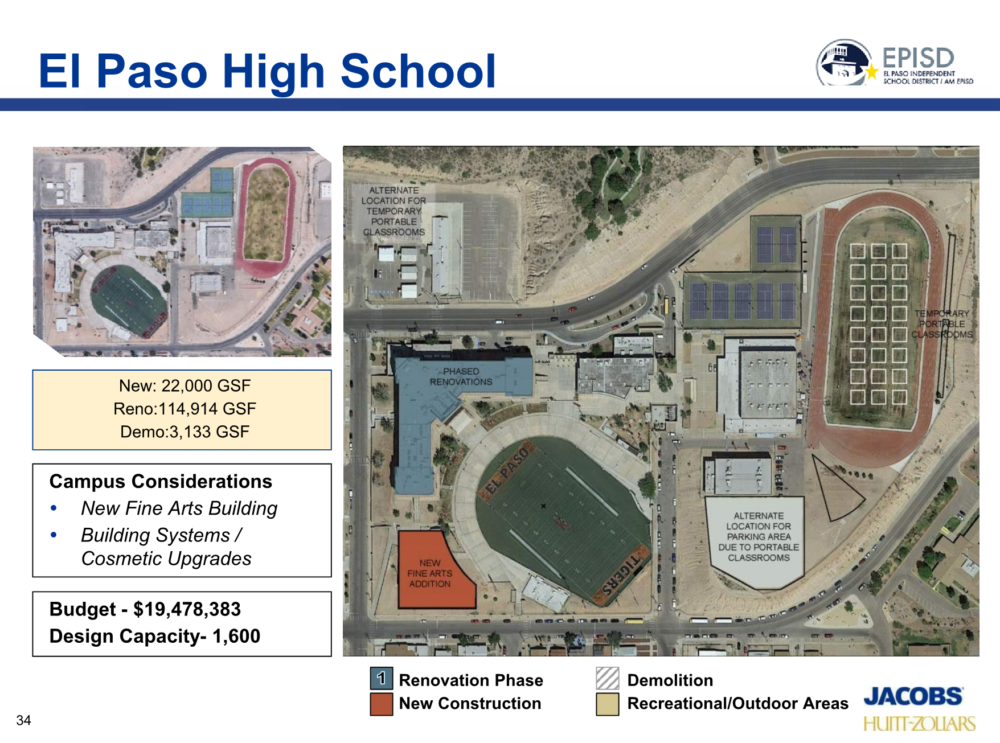 El Paso High School
EPISD
EL PASO INDEPENDENT
SCHOOL DISTRICT / I AM EPISD
New: 22,000 GSF
Reno:114,914 GSF
Demo:3,133 GSF
Campus Considerations
• New Fine Arts Building
• Building Systems /
Cosmetic Upgrades
Budget - $19,478,383
Design Capacity- 1,600
ALTERNATE
LOCATION FOR
TEMPORARY
PORTABLE
CLASSROOMS
TEMPORARY
PORTABLE
CLASSROOMS
PHASED
RENOVATIONS
EL PASO
TIGERS
NEW
FINE ARTS
ADDITION
ALTERNATE
LOCATION FOR
PARKING AREA
DUE TO PORTABLE
CLASSROOMS
1 Renovation Phase
New Construction
Demolition
Recreational/Outdoor Areas
JACOBS
HUITT-ZOLLARS
34